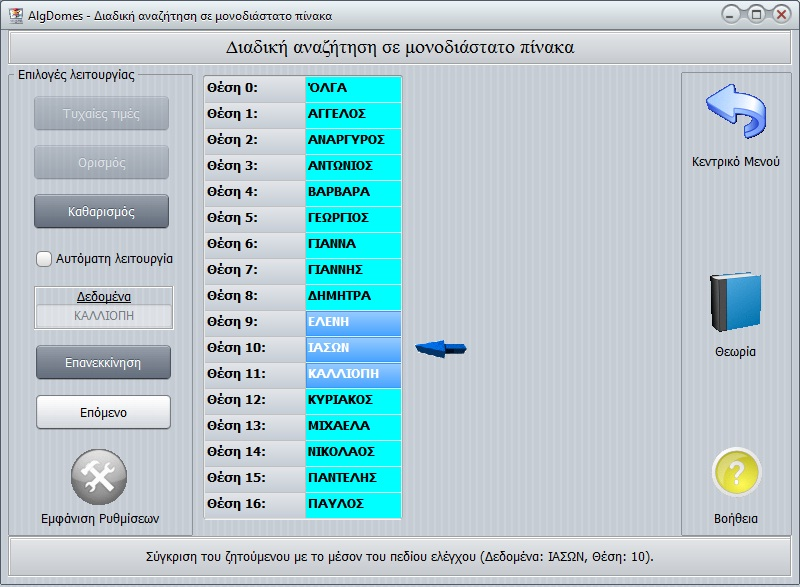 AlgDomes - Διαδική αναζήτηση σε μονοδιάστατο πίνακα
Διαδική αναζήτηση σε μονοδιάστατο πίνακα
Επιλογές λειτουργίας
Τυχαίες τιμές
Ορισμός
Καθαρισμός
Αυτόματη λειτουργία
Δεδομένα
ΚΑΛΛΙΟΠΗ
Επανεκκίνηση
Επόμενο
Εμφάνιση Ρυθμίσεων
Θέση 0: ΌΛΓΑ
Θέση 1: ΑΓΓΕΛΟΣ
Θέση 2: ΑΝΑΡΓΥΡΟΣ
Θέση 3: ΑΝΤΩΝΙΟΣ
Θέση 4: ΒΑΡΒΑΡΑ
Θέση 5: ΓΕΩΡΓΙΟΣ
Θέση 6: ΓΙΑΝΝΑ
Θέση 7: ΓΙΑΝΝΗΣ
Θέση 8: ΔΗΜΗΤΡΑ
Θέση 9: ΕΛΕΝΗ
Θέση 10: ΙΑΣΩΝ
Θέση 11: ΚΑΛΛΙΟΠΗ
Θέση 12: ΚΥΡΙΑΚΟΣ
Θέση 13: ΜΙΧΑΕΛΑ
Θέση 14: ΝΙΚΟΛΑΟΣ
Θέση 15: ΠΑΝΤΕΛΗΣ
Θέση 16: ΠΑΥΛΟΣ
Κεντρικό Μενού
Θεωρία
?
Βοήθεια
Σύγκριση του ζητούμενου με το μέσον του πεδίου ελέγχου (Δεδομένα: ΙΑΣΩΝ, Θέση: 10).